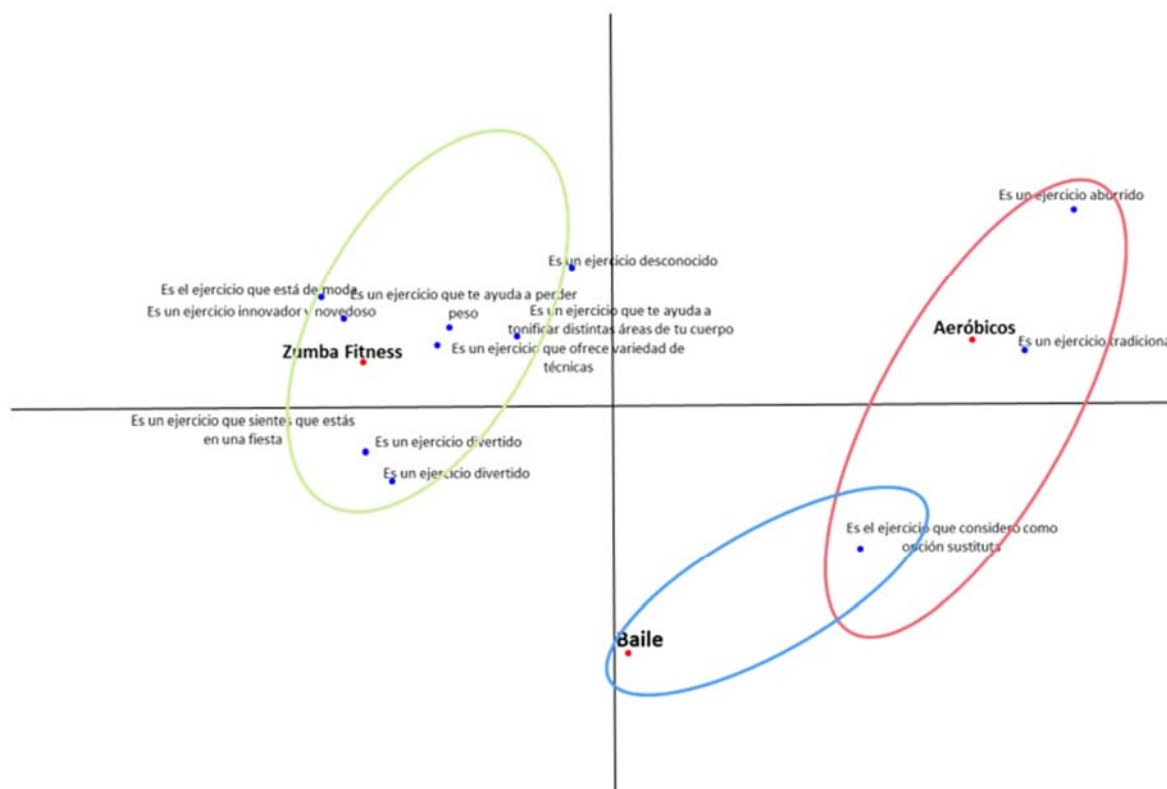 Es un ejercicio aburrido
Es un ejercicio desconocido
Es el ejercicio que está de moda
Es un ejercicio que te ayuda a perder
peso
Es un ejercicio innovador y novedoso
Es un ejercicio que te ayuda a
tonificar distintas áreas de tu cuerpo
Zumba Fitness
Es un ejercicio que ofrece variedad de
técnicas
Aeróbicos
Es un ejercicio tradiciona
Es un ejercicio que sientes que estás
en una fiesta
Es un ejercicio divertido
Es un ejercicio divertido
Es el ejercicio que considero como
opción sustituta
Baile